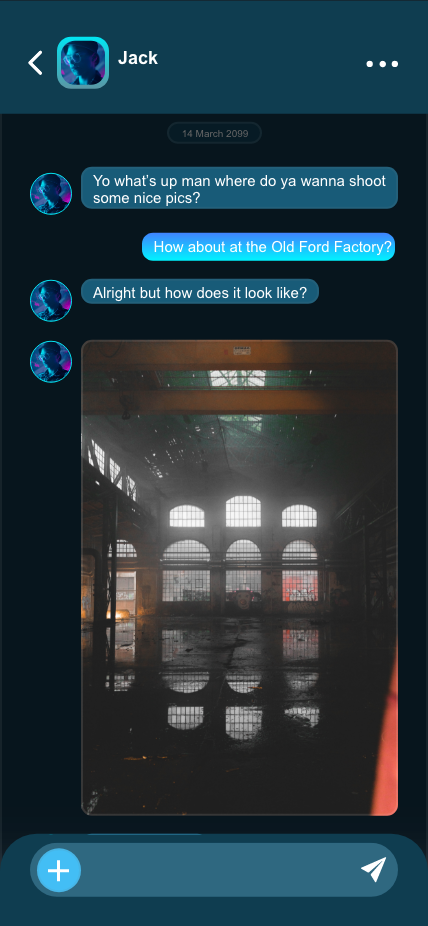 Jack
14 March 2099
Yo what’s up man where do ya wanna shoot
some nice pics?
How about at the Old Ford Factory?
Alright but how does it look like?